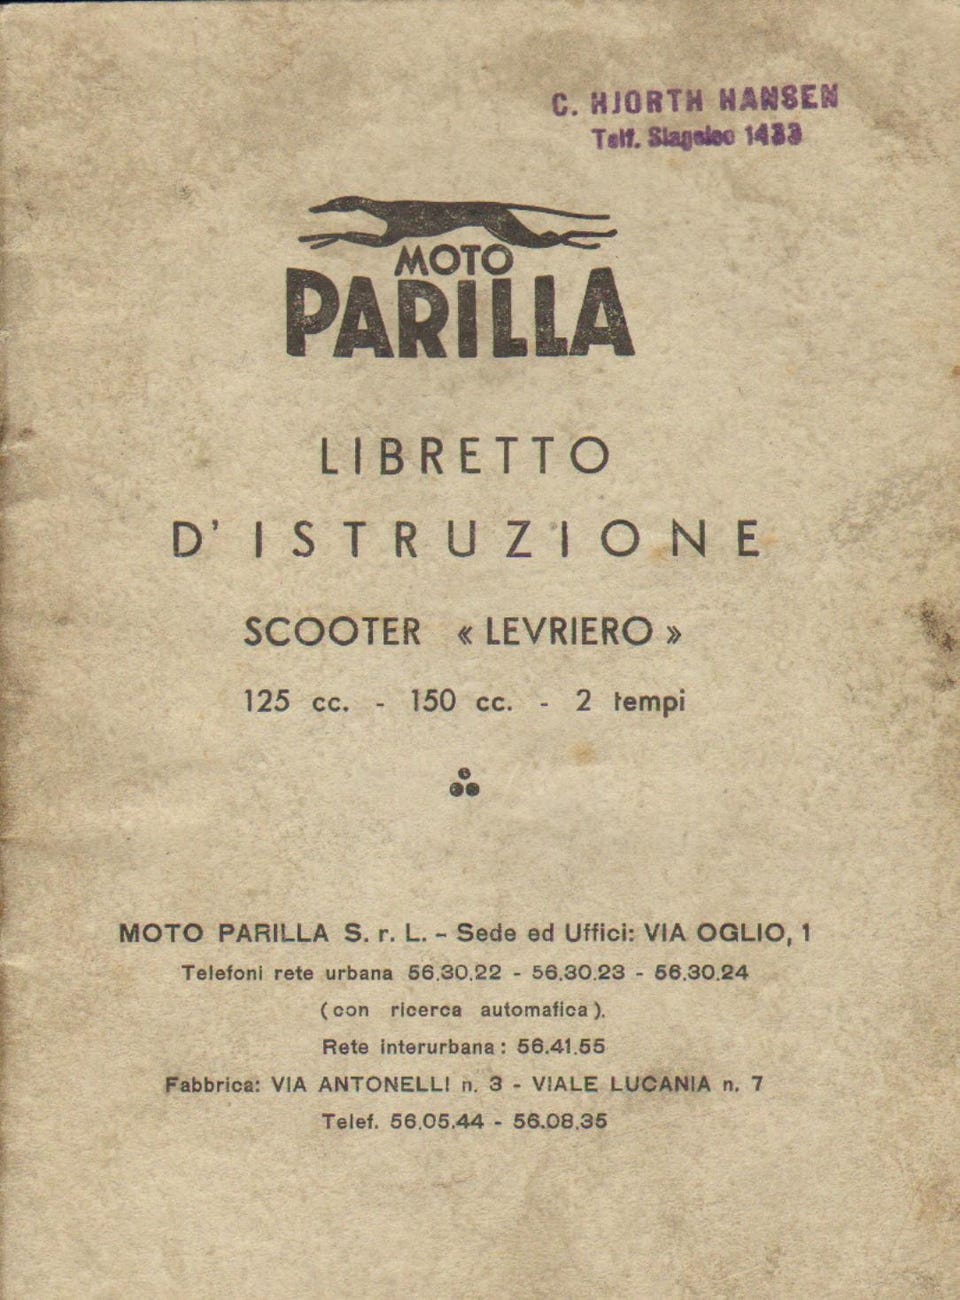 C. HJORTH HANSEN
Telf. Slagelse 1433
MOTO
PARILLA
LIBRETTO
D'ISTRUZIONE
SCOOTER « LEVRIERO »
125 cc. - 150 cc. - 2 tempi
MOTO PARILLA S. r. L. - Sede ed Uffici: VIA OGLIO, 1
Telefoni rete urbana 56.30.22 - 56.30.23 - 56.30.24
(con ricerca automatica).
Rete interurbana: 56.41.55
Fabbrica: VIA ANTONELLI n. 3 - VIALE LUCANIA n. 7
Telef. 56.05.44 - 56.08.35